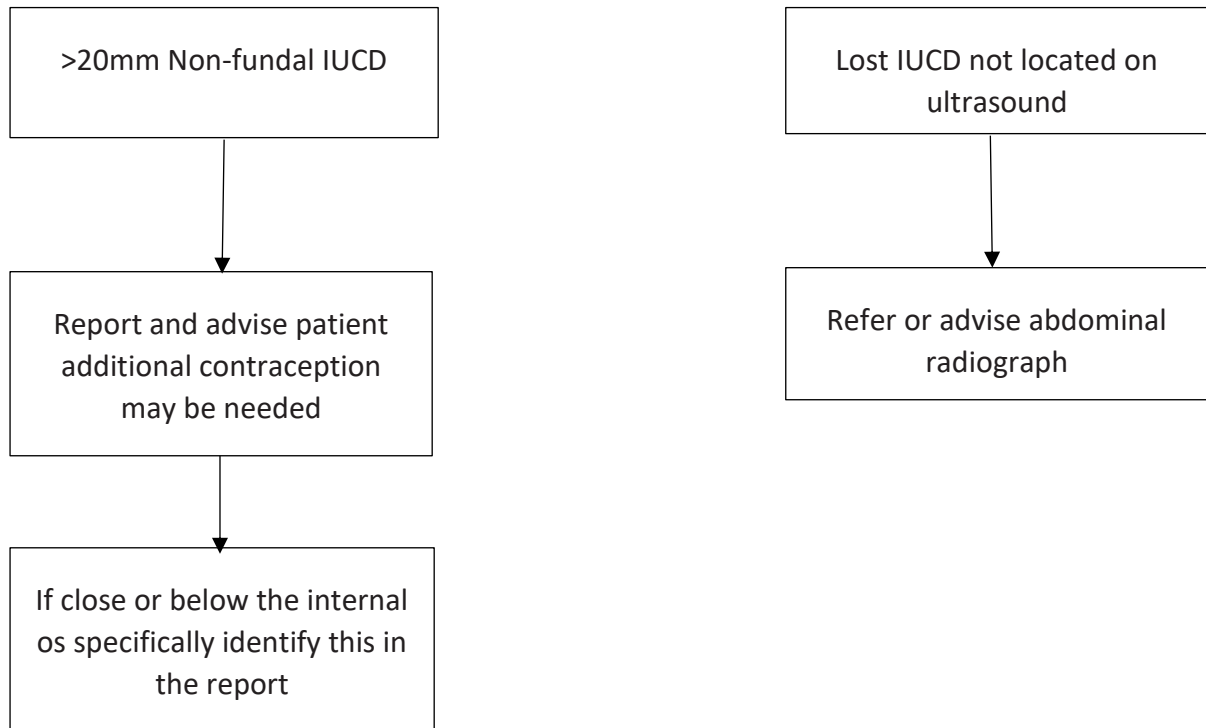 >20mm Non-fundal IUCD
Report and advise patient
additional contraception
may be needed
If close or below the internal
os specifically identify this in
the report
Lost IUCD not located on
ultrasound
Refer or advise abdominal
radiograph